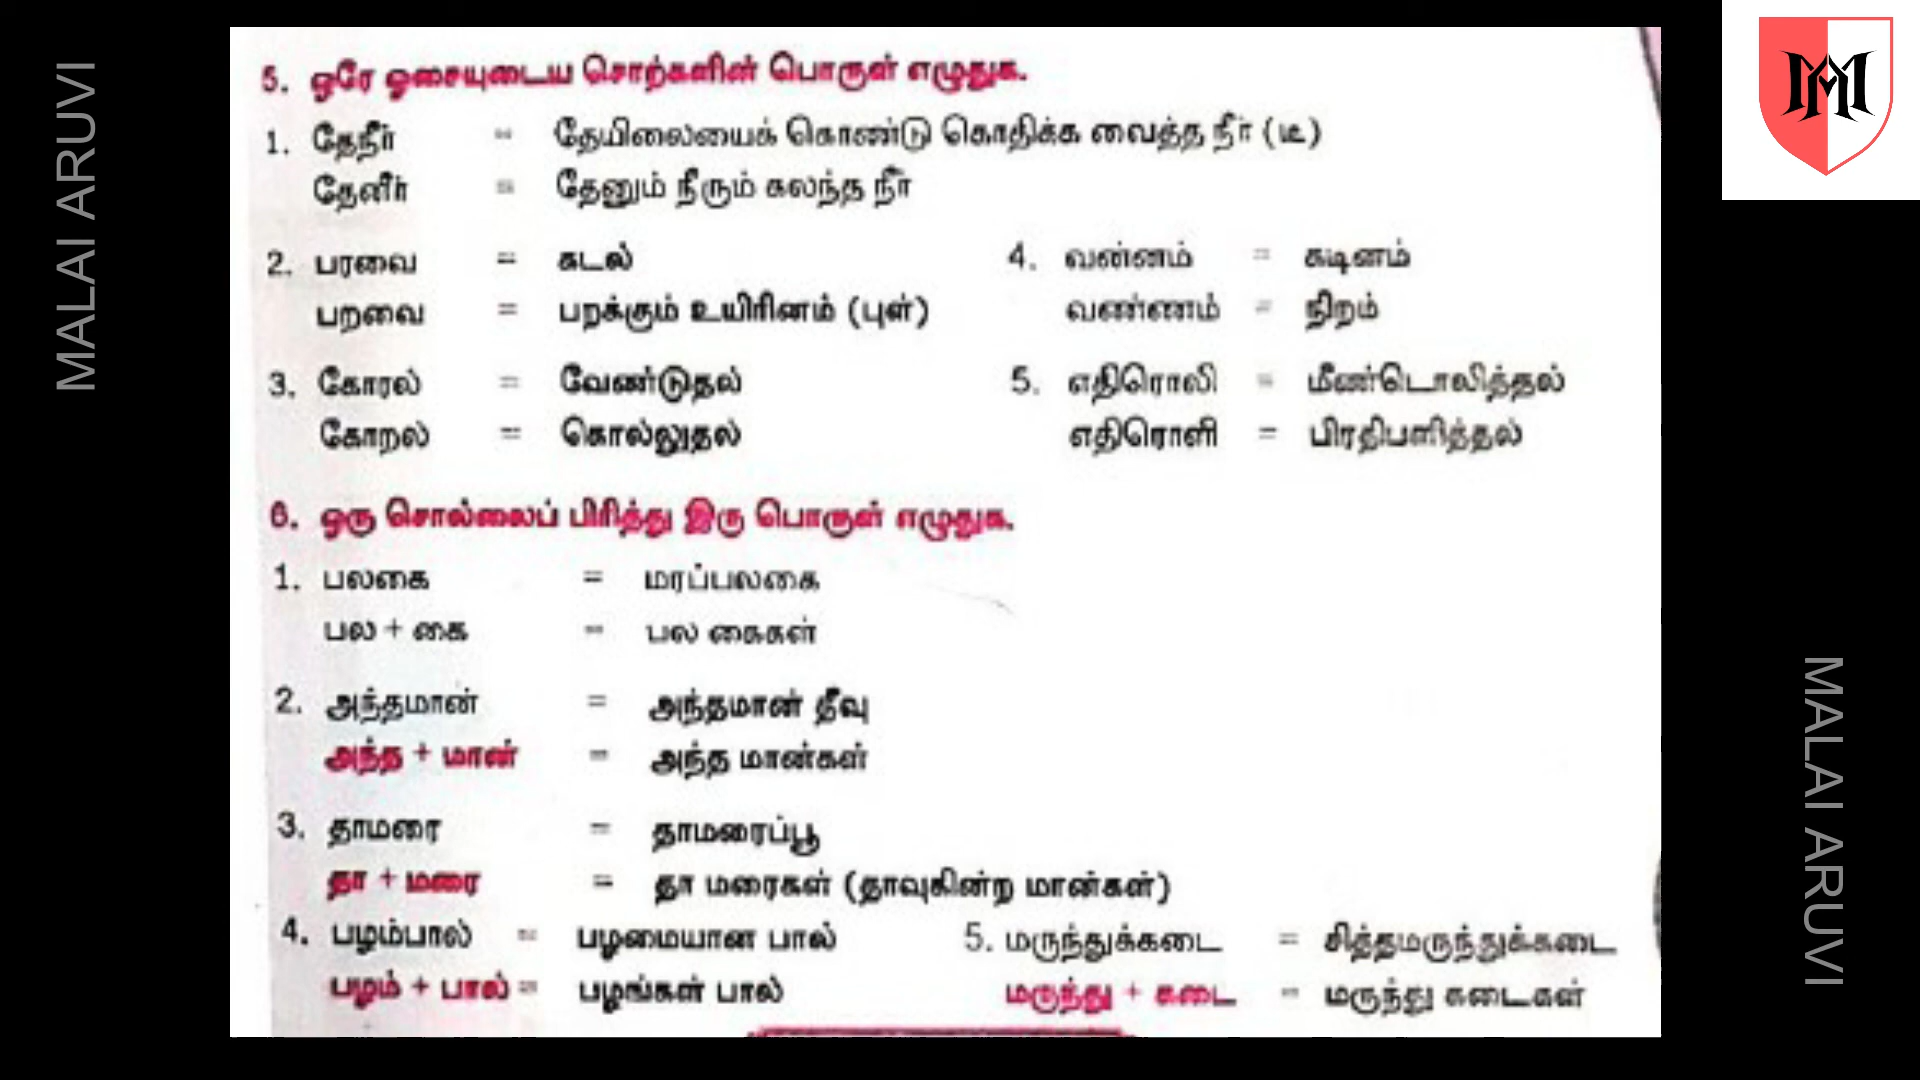 MALAI ARUVI
5. ஒரே ஓசையுடைய சொற்களின் பொருள் எழுதுக.
1. தேநீர் = தேயிலையைக் கொண்டு கொதிக்க வைத்த நீர் (டீ)
தேனீர் = தேனும் நீரும் கலந்த நீர்
2. பரவை = கடல் 4. வன்னம் = கடினம்
பறவை = பறக்கும் உயிரினம் (புள்) வண்ணம் = நிறம்
3. கோரல் = வேண்டுதல் 5. எதிரொலி = மீண்டொலித்தல்
கோறல் = கொல்லுதல் எதிரொளி = பிரதிபளித்தல்
6. ஒரு சொல்லைப் பிரித்து இரு பொருள் எழுதுக.
1. பலகை = மரப்பலகை
பல + கை = பல கைகள்
2. அந்தமான் = அந்தமான் தீவு
அந்த + மான் = அந்த மான்கள்
3. தாமரை = தாமரைப்பூ
தா + மரை = தா மரைகள் (தாவுகின்ற மான்கள்)
4. பழம்பால் = பழமையான பால் 5. மருந்துக்கடை = சித்தமருந்துக்கடை
பழம் + பால் = பழங்கள் பால் மருந்து + கடை = மருந்து கடைகள்
MALAI ARUVI